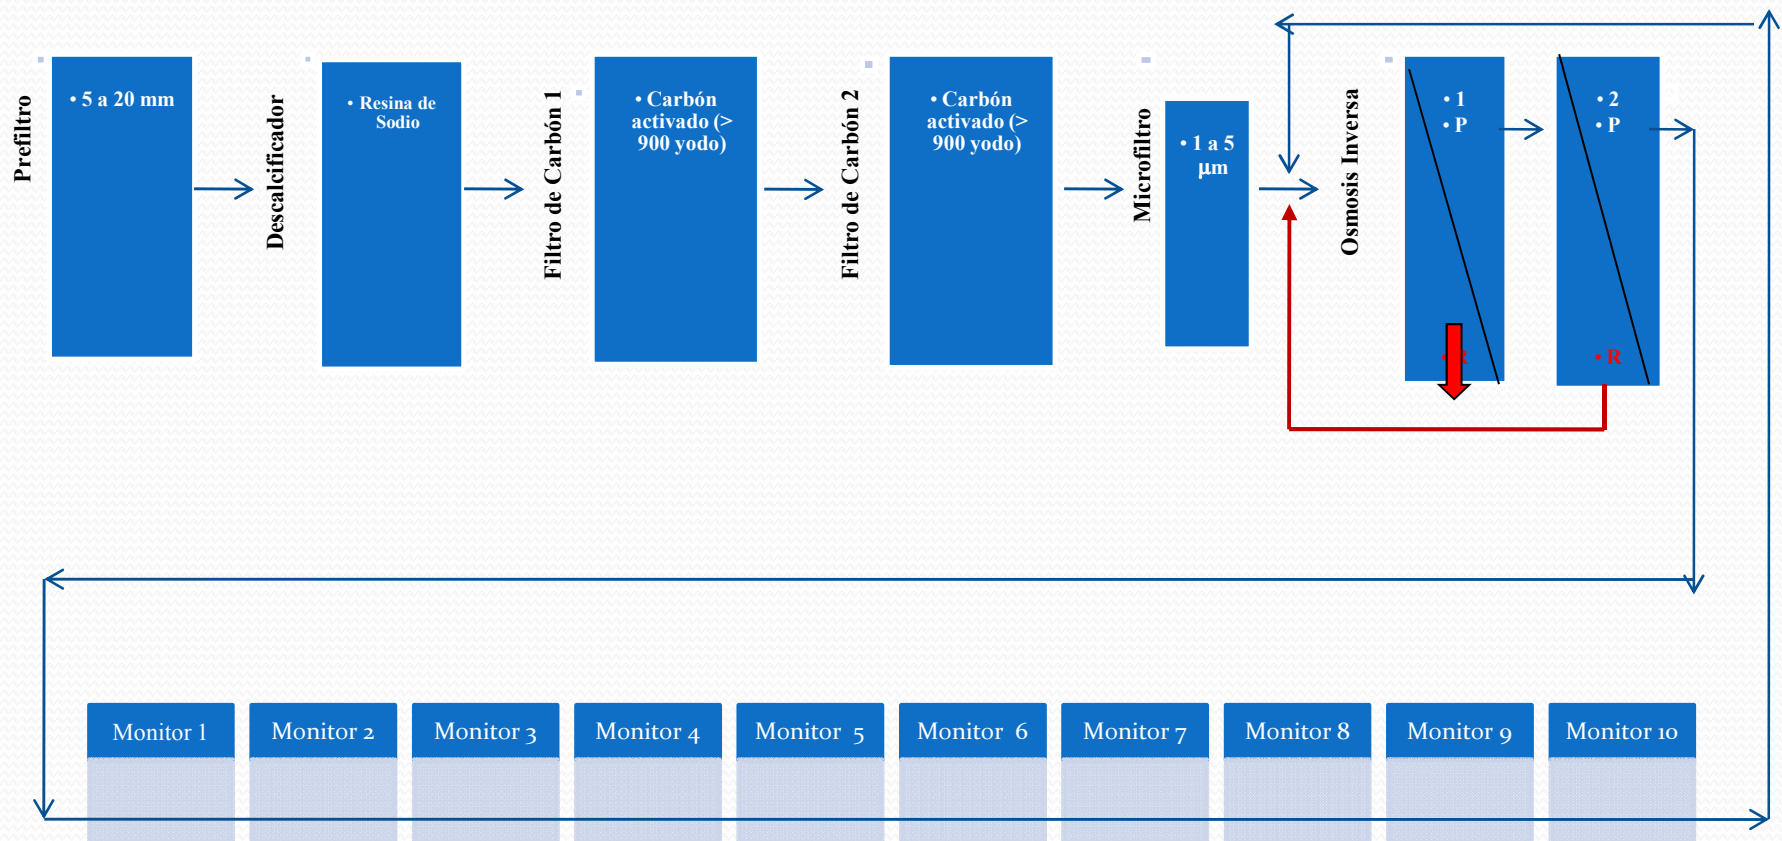 Prefiltro
• 5 a 20 mm
Descalcificador
• Resina de
Sodio
Filtro de Carbón 1
• Carbón
activado (>
900 yodo)
Filtro de Carbón 2
• Carbón
activado (>
900 yodo)
Microfiltro
• 1 a 5
µm
Osmosis Inversa
• 1
• P
• 2
• P
• R
Monitor 1
Monitor 2
Monitor 3
Monitor 4
Monitor 5
Monitor 6
Monitor 7
Monitor 8
Monitor 9
Monitor 10